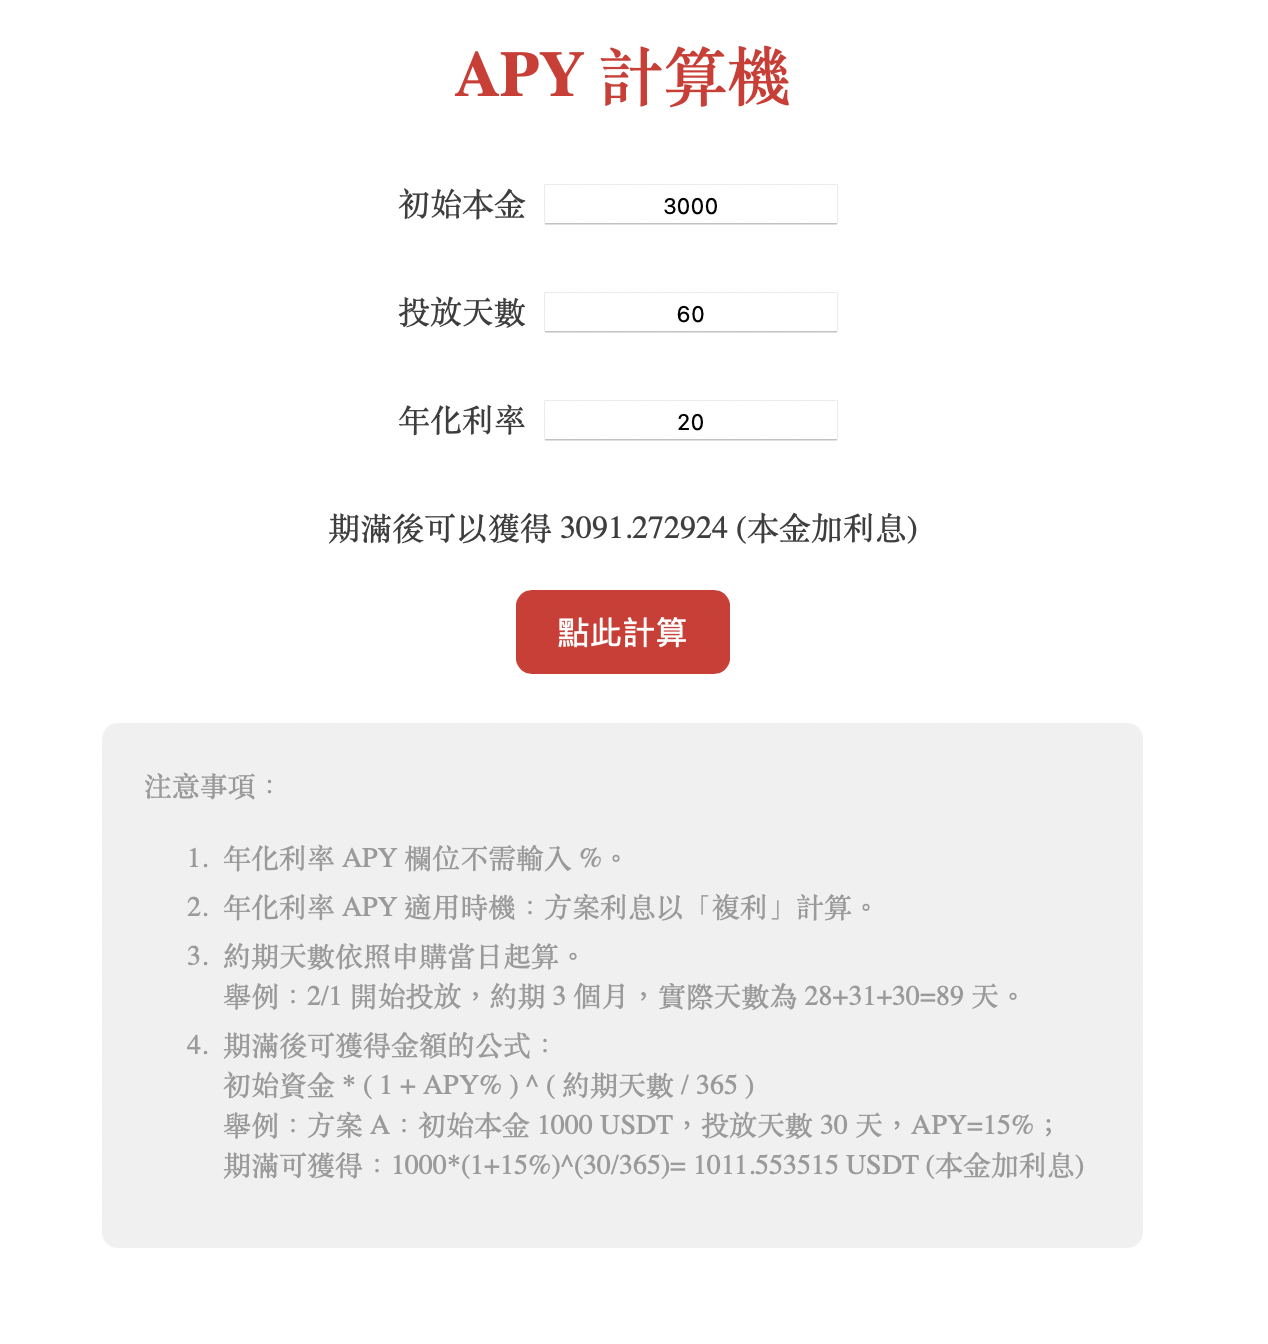 APY 計算機
初始本金 3000
投放天數 60
年化利率 20
期滿後可以獲得 3091.272924 (本金加利息)
點此計算
注意事項：
1. 年化利率 APY 欄位不需輸入 %。
2. 年化利率 APY 適用時機：方案利息以「複利」計算。
3. 約期天數依照申購當日起算。
舉例：2/1 開始投放，約期 3 個月，實際天數為 28+31+30=89 天。
4. 期滿後可獲得金額的公式：
初始資金 * ( 1 + APY% ) ^ ( 約期天數 / 365 )
舉例：方案 A：初始本金 1000 USDT，投放天數 30 天，APY=15%；
期滿可獲得：1000*(1+15%)^(30/365)= 1011.553515 USDT (本金加利息)